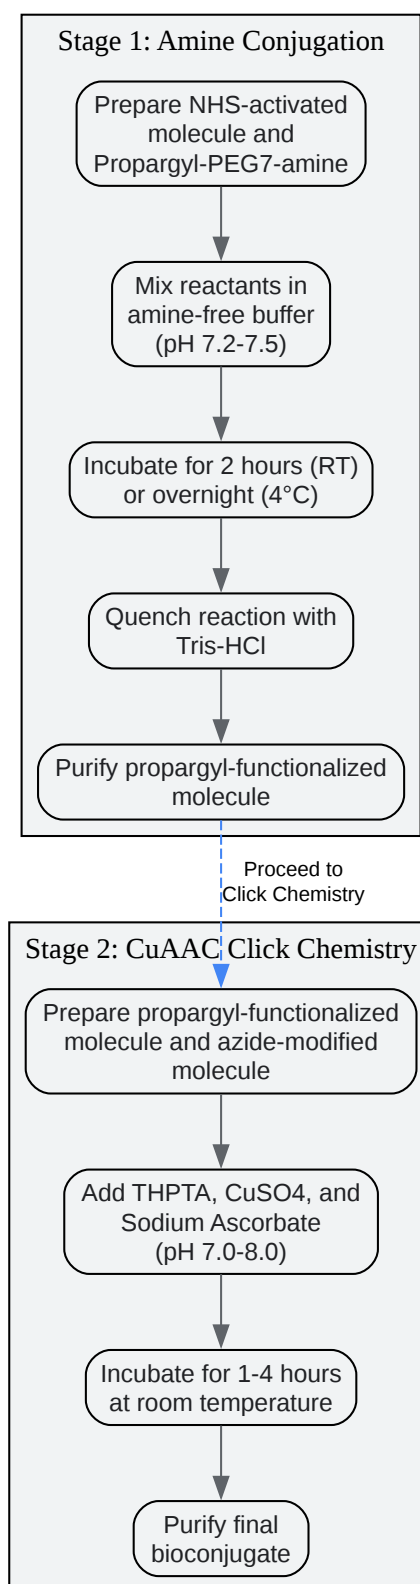 Stage 1: Amine Conjugation
Prepare NHS-activated
molecule and
Propargyl-PEG7-amine
Mix reactants in
amine-free buffer
(pH 7.2-7.5)
Incubate for 2 hours (RT)
or overnight (4°C)
Quench reaction with
Tris-HCl
Purify propargyl-functionalized
molecule
Proceed to
Click Chemistry
Stage 2: CuAAC Click Chemistry
Prepare propargyl-functionalized
molecule and azide-modified
molecule
Add THPTA, CuSO4, and
Sodium Ascorbate
(pH 7.0-8.0)
Incubate for 1-4 hours
at room temperature
Purify final
bioconjugate